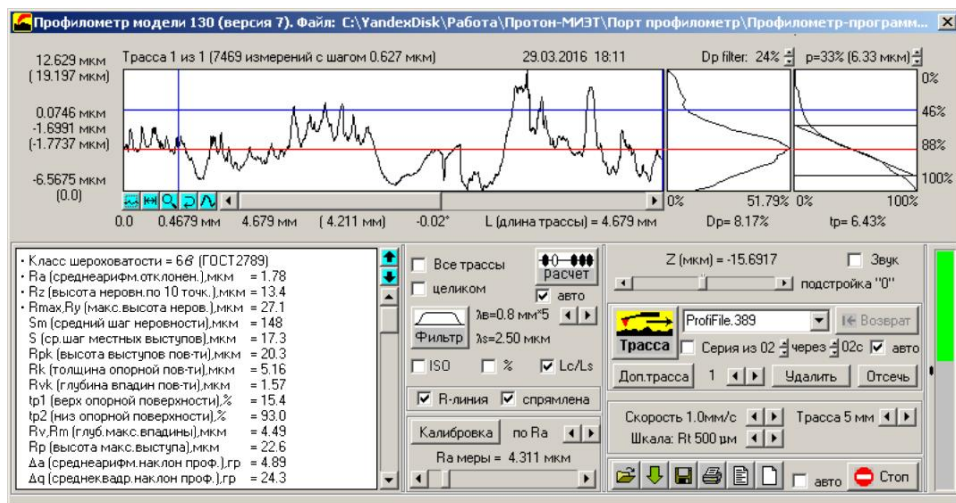 Профилометр модели 130 (версия 7). Файл: C:\YandexDisk\Работа\Протон-МИЭТ\Порт профилометр\Профилометр-программ...
12.629 мкм
(19.197 мкм)
Трасса 1 из 1 (7469 измерений с шагом 0.627 мкм)
29.03.2016 18:11
Dp filter: 24%
p=33% (6.33 мкм)
0%
0.0746 мкм
46%
-1.6991 мкм
(-1.7737 мкм)
88%
-6.5675 мкм
(0.0)
100%
0%
51.79%
0%
100%
0.0
0.4679 мм
4.679 мм
(4.211 мм)
-0.02°
L (длина трассы) = 4.679 мм
Dp= 8.17%
tp= 6.43%
• Класс шероховатости = 6в (ГОСТ2789)
• Ra (среднеарифм.отклонен.),мкм = 1.78
• Rz (высота неровн.по 10 точк.),мкм = 13.4
• Rmax,Ry (макс.высота неров.),мкм = 27.1
Sm (средний шаг неровности),мкм = 148
S (ср.шаг местных выступов),мкм = 17.3
Rpk (высота выступов пов-ти),мкм = 20.3
Rk (толщина опорной пов-ти),мкм = 5.16
Rvk (глубина впадин пов-ти),мкм = 1.57
tp1 (верх опорной поверхности),% = 15.4
tp2 (низ опорной поверхности),% = 93.0
Rv,Rm (глуб.макс.впадины),мкм = 4.49
Rp (высота макс.выступа),мкм = 22.6
Δa (среднеарифм.наклон проф.),гр = 4.89
Δq (среднеквадр.наклон проф.),гр = 24.3
Все трассы
целиком
расчет
авто
Фильтр
λв=0.8 мм*5
λs=2.50 мкм
ISO
%
Lc/Ls
R-линия
спрямлена
Калибровка
по Ra
Ra меры = 4.311 мкм
Z (мкм) = -15.6917
Звук
подстройка "0"
Трасса
ProfiFile.389
Возврат
Серия из 02
через
02с
авто
Доп.трасса
1
Удалить
Отсечь
Скорость 1.0мм/с
Трасса 5 мм
Шкала: Rt 500 μм
авто
Стоп